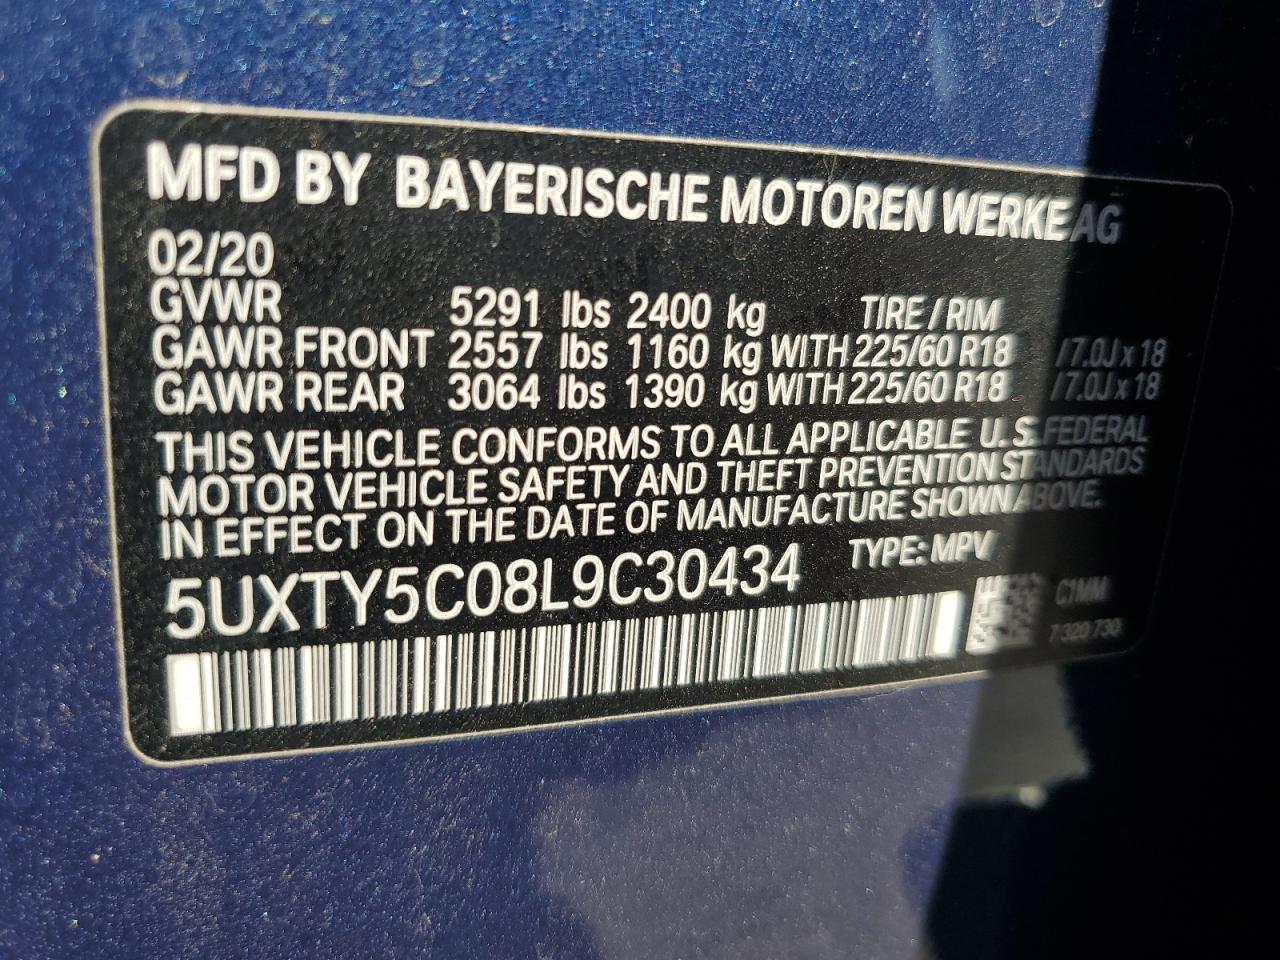 MFD BY BAYERISCHE MOTOREN WERKE AG
02/20
GVWR 5291 lbs 2400 kg TIRE / RIM
GAWR FRONT 2557 lbs 1160 kg WITH 225/60 R18 /7.0J x 18
GAWR REAR 3064 lbs 1390 kg WITH 225/60 R18 /7.0J x 18
THIS VEHICLE CONFORMS TO ALL APPLICABLE U.S. FEDERAL
MOTOR VEHICLE SAFETY AND THEFT PREVENTION STANDARDS
IN EFFECT ON THE DATE OF MANUFACTURE SHOWN ABOVE.
5UXTY5C08L9C30434 TYPE: MPV
C1MM
7 320 730